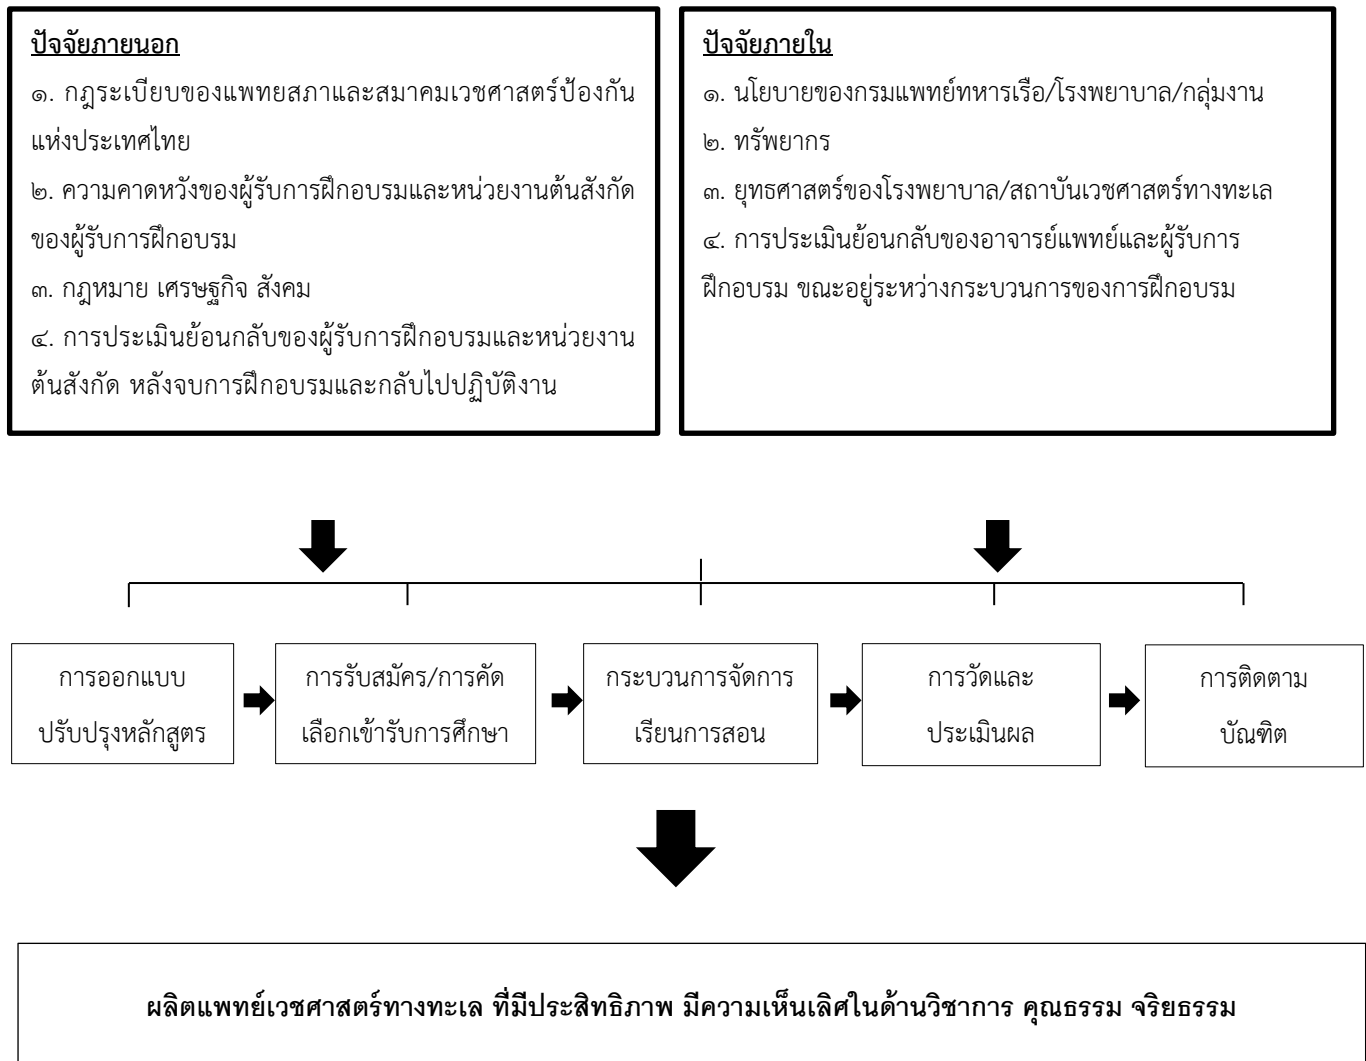 ปัจจัยภายนอก
๑. กฎระเบียบของแพทยสภาและสมาคมเวชศาสตร์ป้องกัน
แห่งประเทศไทย
๒. ความคาดหวังของผู้รับการฝึกอบรมและหน่วยงานต้นสังกัด
ของผู้รับการฝึกอบรม
๓. กฎหมาย เศรษฐกิจ สังคม
๔. การประเมินย้อนกลับของผู้รับการฝึกอบรมและหน่วยงาน
ต้นสังกัด หลังจบการฝึกอบรมและกลับไปปฏิบัติงาน
ปัจจัยภายใน
๑. นโยบายของกรมแพทย์ทหารเรือ/โรงพยาบาล/กลุ่มงาน
๒. ทรัพยากร
๓. ยุทธศาสตร์ของโรงพยาบาล/สถาบันเวชศาสตร์ทางทะเล
๔. การประเมินย้อนกลับของอาจารย์แพทย์และผู้รับการ
ฝึกอบรม ขณะอยู่ระหว่างกระบวนการของการฝึกอบรม
การออกแบบ
ปรับปรุงหลักสูตร
การรับสมัคร/การคัด
เลือกเข้ารับการศึกษา
กระบวนการจัดการ
เรียนการสอน
การวัดและ
ประเมินผล
การติดตาม
บัณฑิต
ผลิตแพทย์เวชศาสตร์ทางทะเล ที่มีประสิทธิภาพ มีความเห็นเลิศในด้านวิชาการ คุณธรรม จริยธรรม